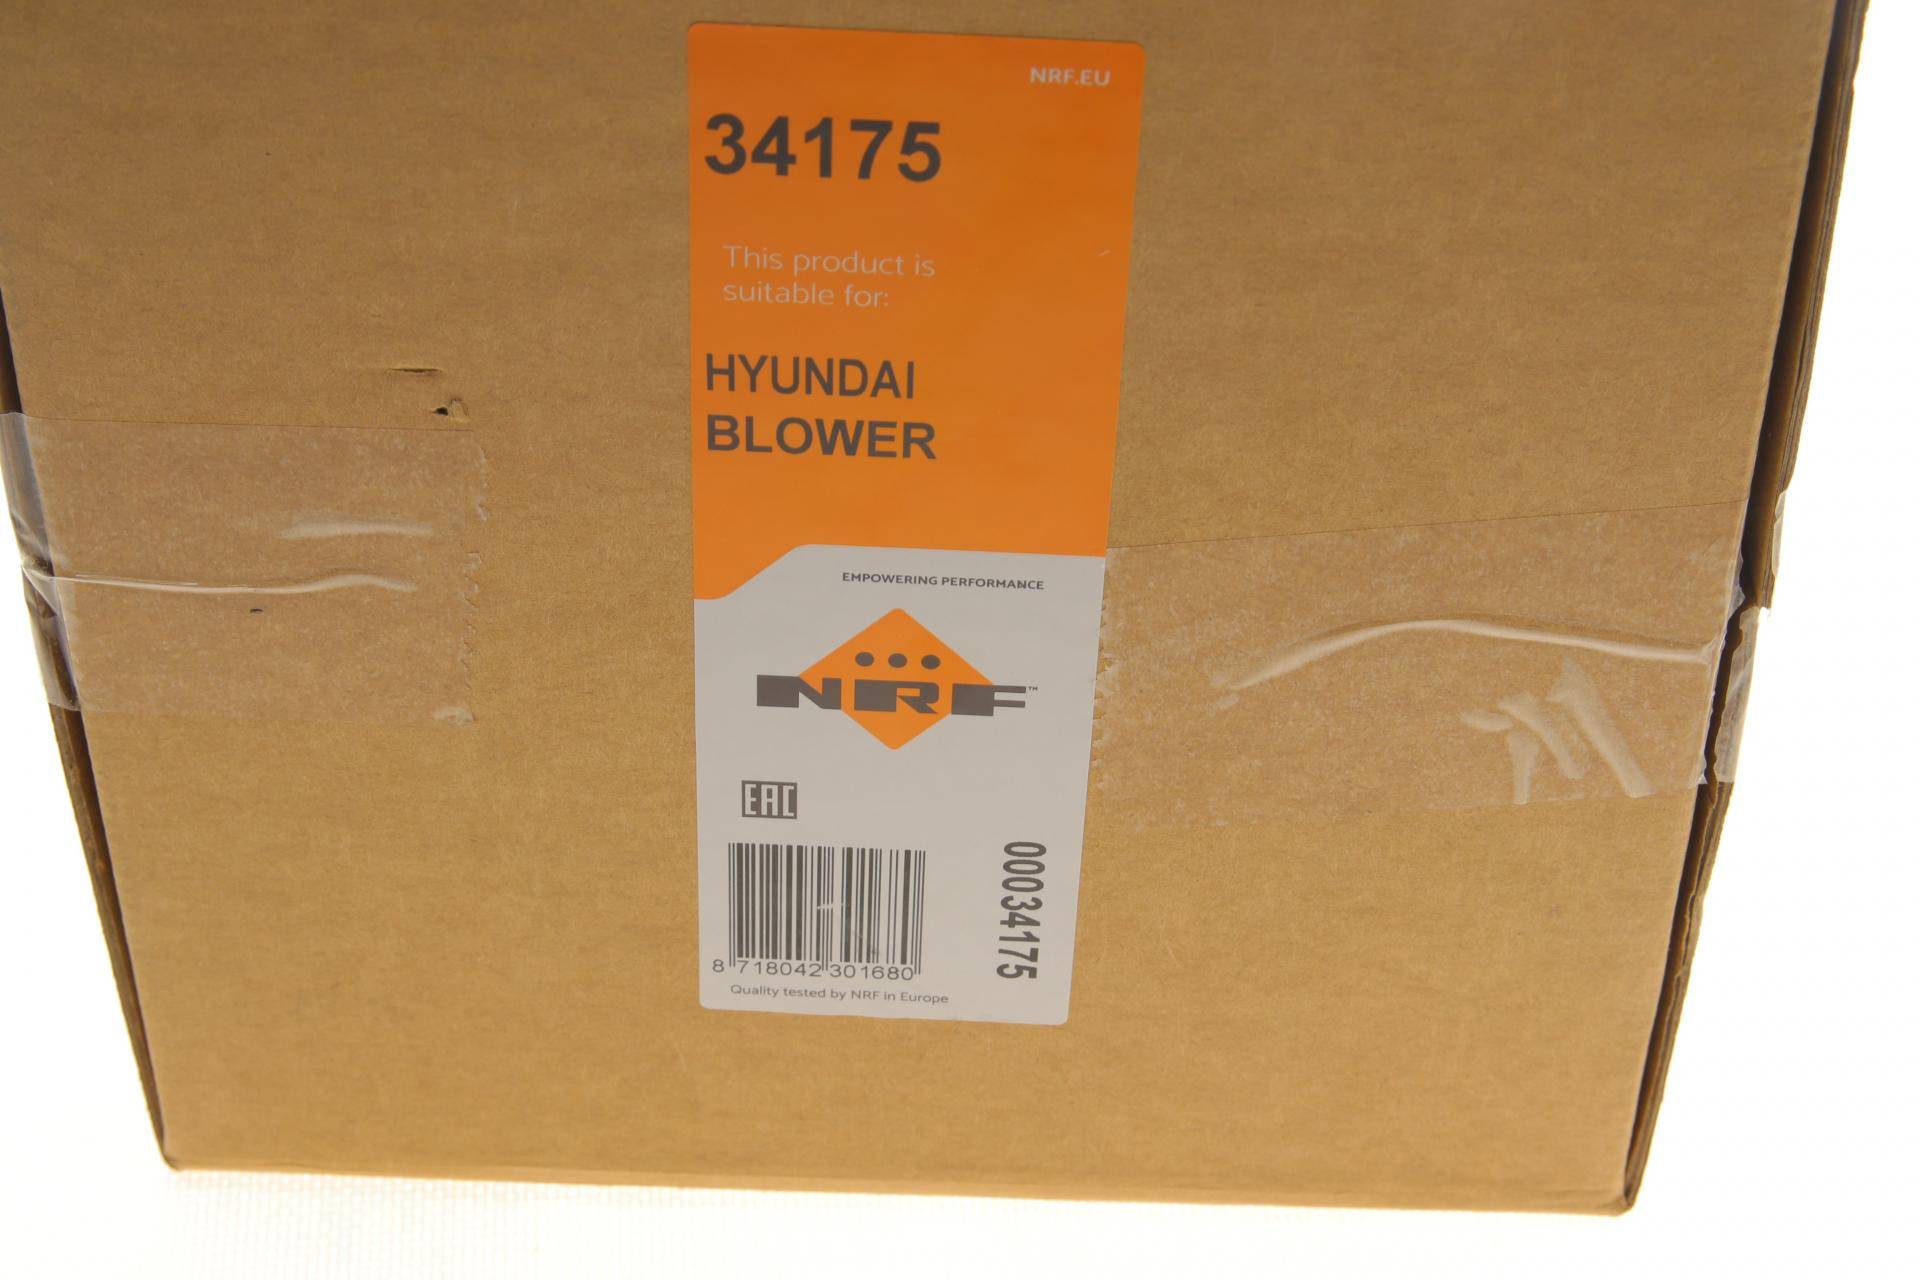 NRF.EU
34175
This product is
suitable for:
HYUNDAI
BLOWER
EMPOWERING PERFORMANCE
NRF™
EAC
00034175
8 718042 301680
Quality tested by NRF in Europe